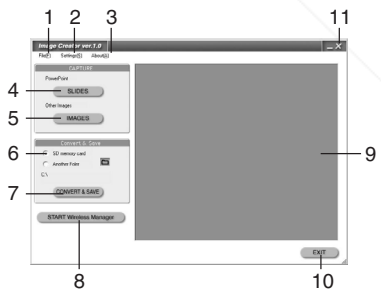 1 2 3 11
Image Creator ver.1.0
File(F) Settings(S) About(A)
CAPTURE
PowerPoint
4 SLIDES
Other Images
5 IMAGES
Convert & Save
6 SD memory card
Another Folder
C:\
7 CONVERT & SAVE
9
START Wireless Manager
EXIT
8 10